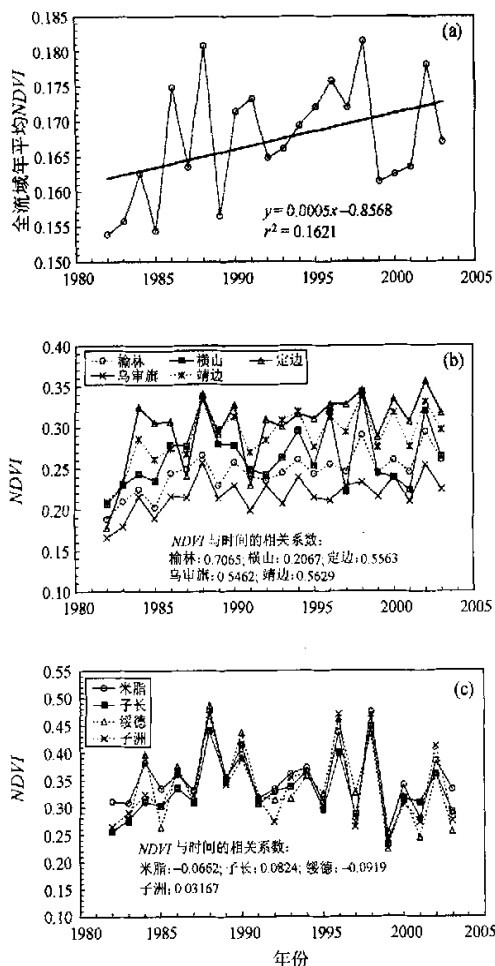 (a)
全流域年平均NDVI
0.185
0.180
0.175
0.170
0.165
0.160
0.155
0.150
y=0.0005x-0.8568
r²=0.1621
1980 1985 1990 1995 2000 2005
(b)
NDVI
0.40
0.35
0.30
0.25
0.20
0.15
0.10
榆林 横山 定边
乌审旗 靖边
NDVI 与时间的相关系数:
榆林:0.7065; 横山:0.2067; 定边:0.5563
乌审旗:0.5462; 靖边:0.5629
1980 1985 1990 1995 2000 2005
(c)
NDVI
0.55
0.50
0.45
0.40
0.35
0.30
0.25
0.20
0.15
0.10
米脂
子长
绥德
子洲
NDVI 与时间的相关系数:
米脂:-0.0662; 子长:0.0824; 绥德:-0.0919
子洲:0.03167
1980 1985 1990 1995 2000 2005
年份